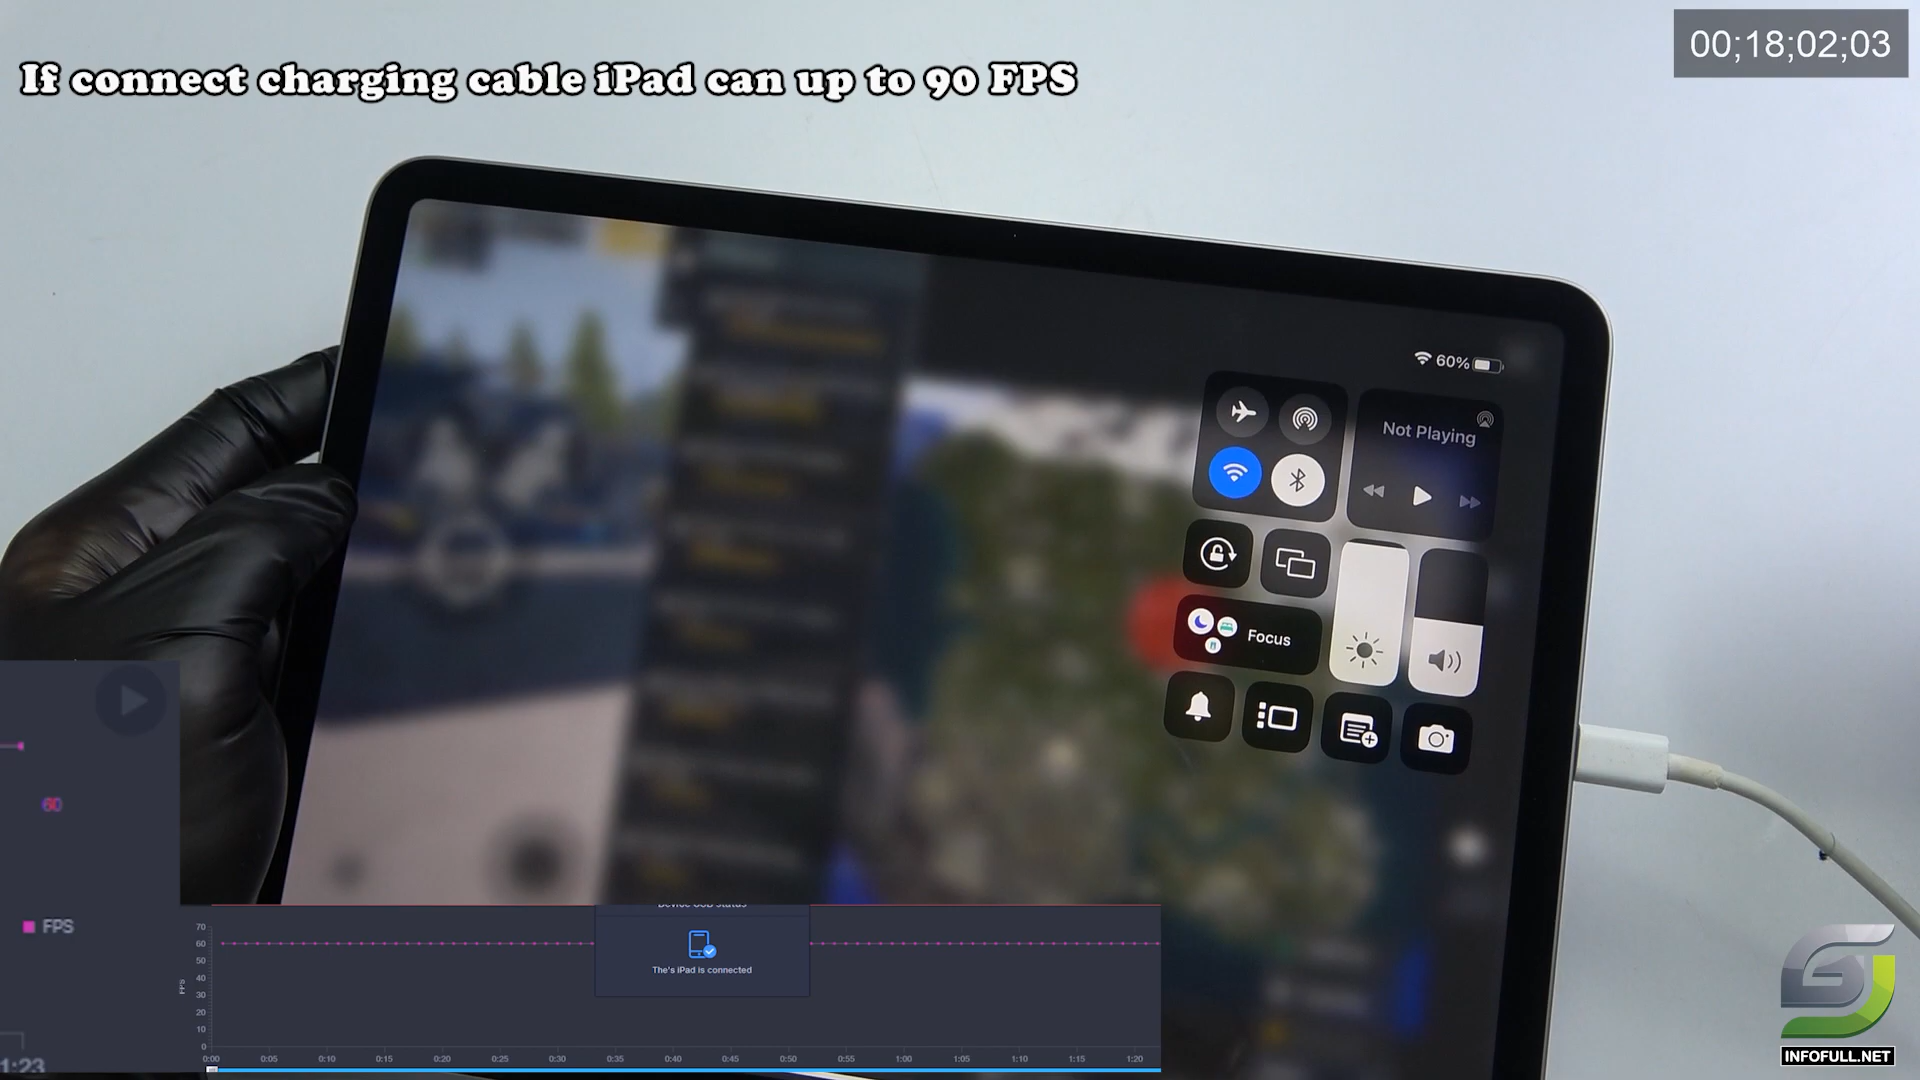 00;18;02;03
If connect charging cable iPad can up to 90 FPS
60%
Not Playing
Focus
60
FPS
1:23
Device USB status
The's iPad is connected
FPS
70
60
50
40
30
20
10
0
0:00 0:05 0:10 0:15 0:20 0:25 0:30 0:35 0:40 0:45 0:50 0:55 1:00 1:05 1:10 1:15 1:20
INFOFULL.NET